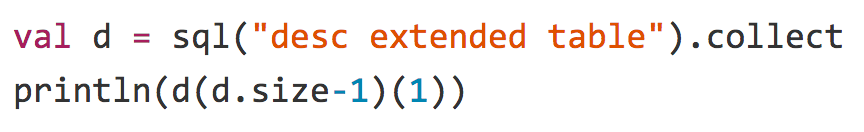 val d = sql("desc extended table").collect
println(d(d.size-1)(1))